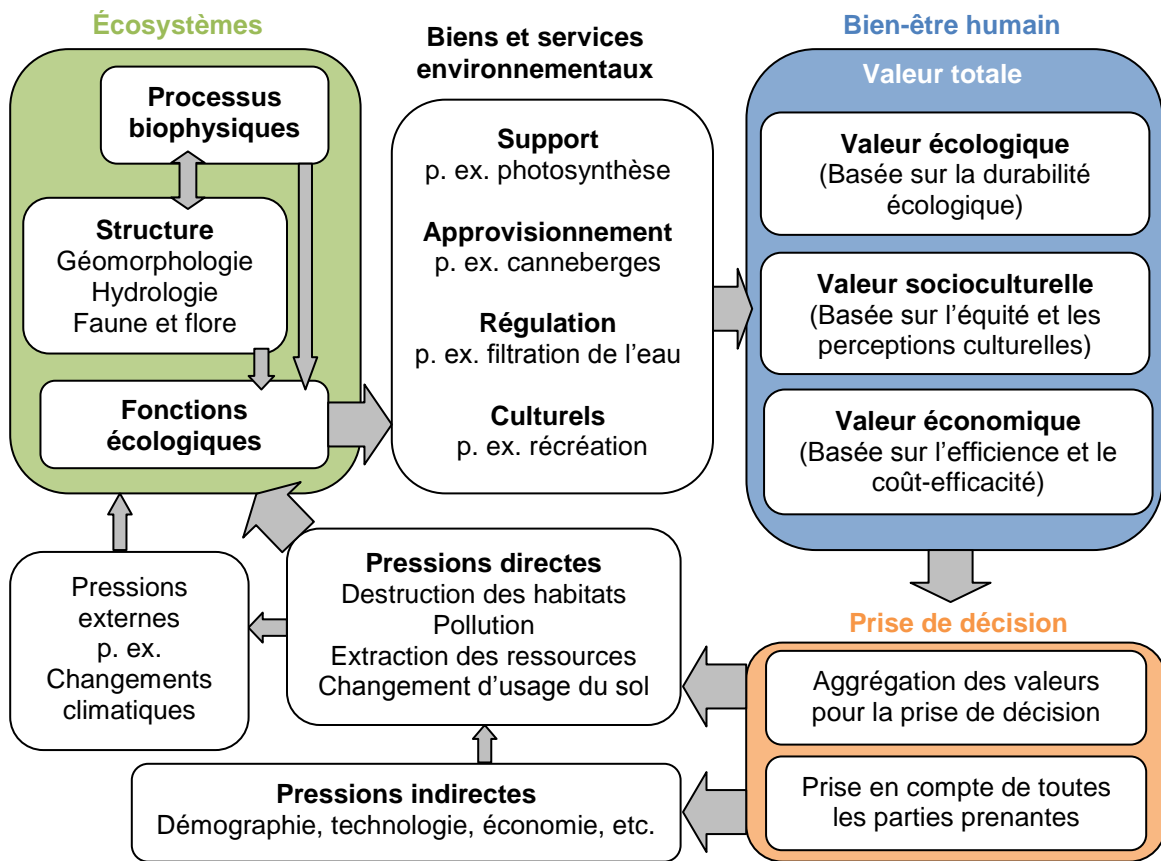 Écosystèmes
Processus
biophysiques
Structure
Géomorphologie
Hydrologie
Faune et flore
Fonctions
écologiques
Biens et services
environnementaux
Support
p. ex. photosynthèse
Approvisionnement
p. ex. canneberges
Régulation
p. ex. filtration de l’eau
Culturels
p. ex. récréation
Bien-être humain
Valeur totale
Valeur écologique
(Basée sur la durabilité
écologique)
Valeur socioculturelle
(Basée sur l’équité et les
perceptions culturelles)
Valeur économique
(Basée sur l’efficience et le
coût-efficacité)
Pressions
externes
p. ex.
Changements
climatiques
Pressions directes
Destruction des habitats
Pollution
Extraction des ressources
Changement d’usage du sol
Prise de décision
Aggrégation des valeurs
pour la prise de décision
Prise en compte de toutes
les parties prenantes
Pressions indirectes
Démographie, technologie, économie, etc.